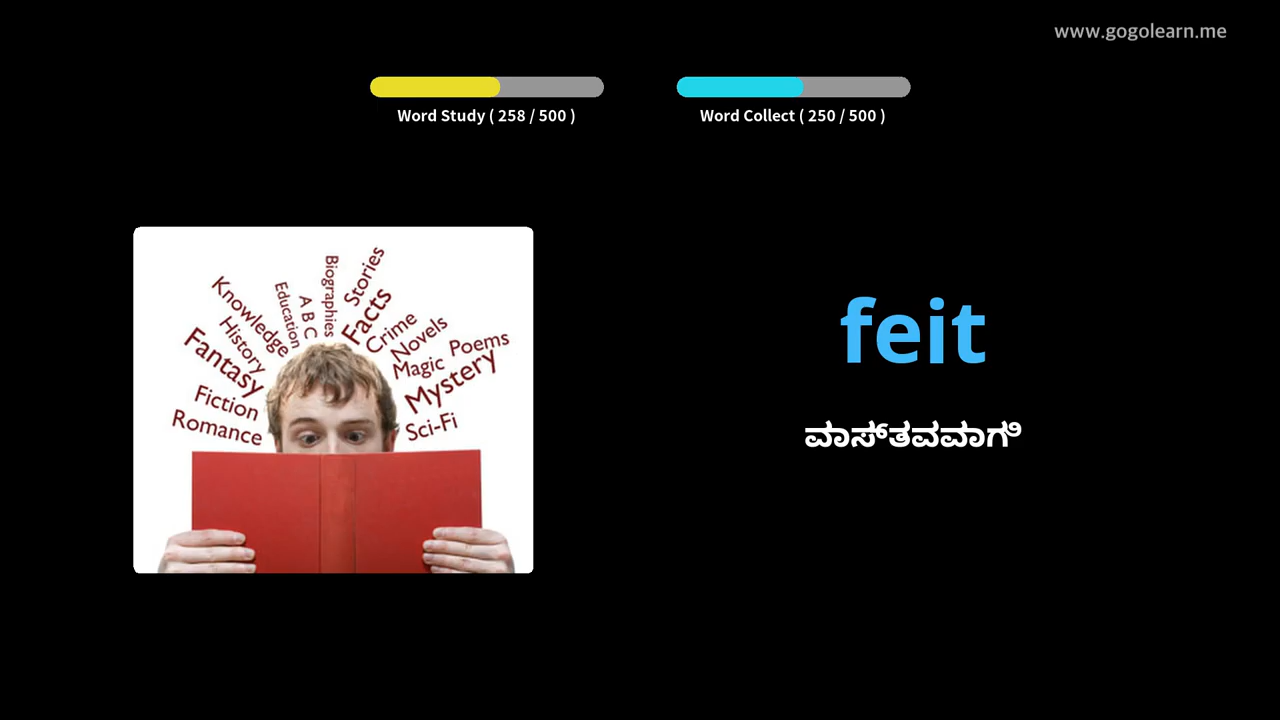 www.gogolearn.me
Word Study ( 258 / 500 )
Word Collect ( 250 / 500 )
Stories
Biographies
Facts
Education
A B C
Knowledge
Crime
History
Novels
Poems
Fantasy
Magic
Mystery
Fiction
Sci-Fi
Romance
feit
ವಾಸ್ತವವಾಗಿ